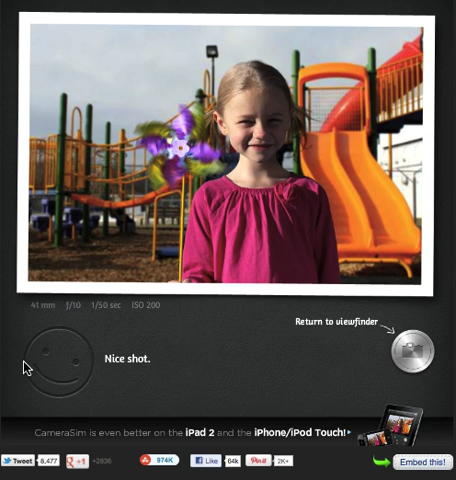 41 mm f/10 1/50 sec ISO 200
Return to viewfinder
Nice shot.
CameraSim is even better on the iPad 2 and the iPhone/iPod Touch!
Tweet 8,477 +1 +2836 974K Like 64k Pin it 2K+ Embed this!